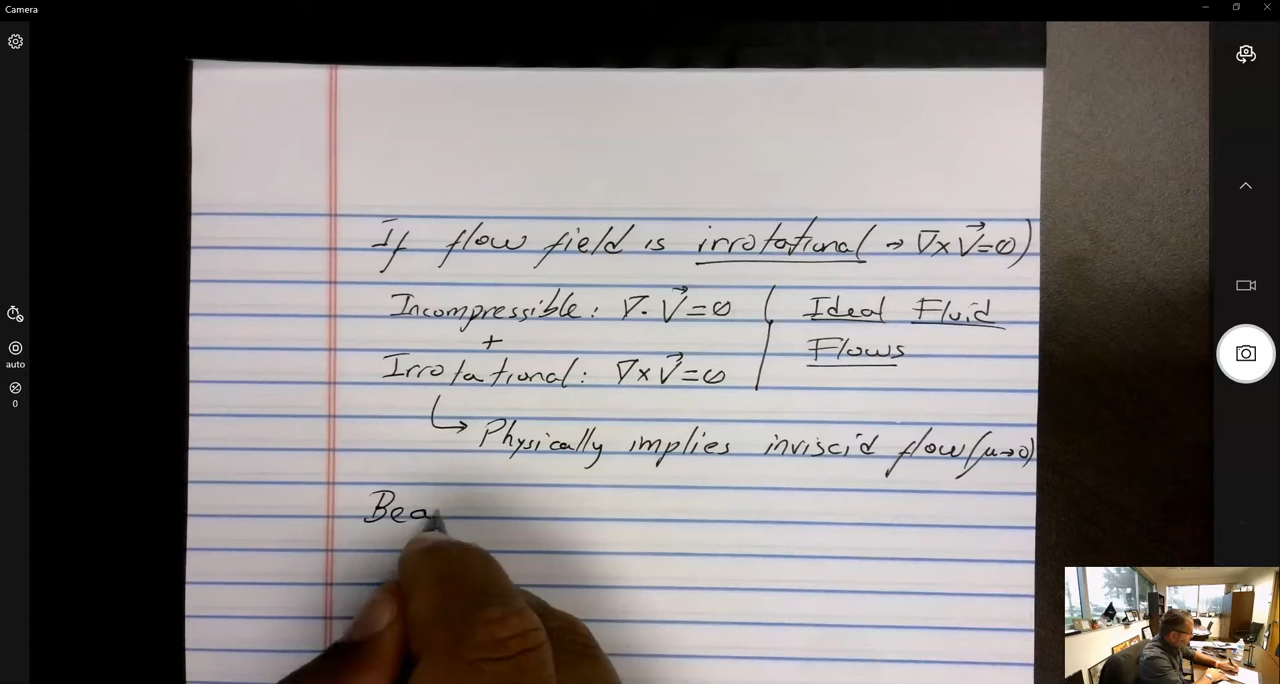 Camera
If flow field is irrotational → ∇×V⃗=0)
Incompressible: ∇·V⃗=0
+
Irrotational: ∇×V⃗=0
Ideal Fluid
Flows
↳ Physically implies inviscid flow (μ→0)
Bea
auto
0